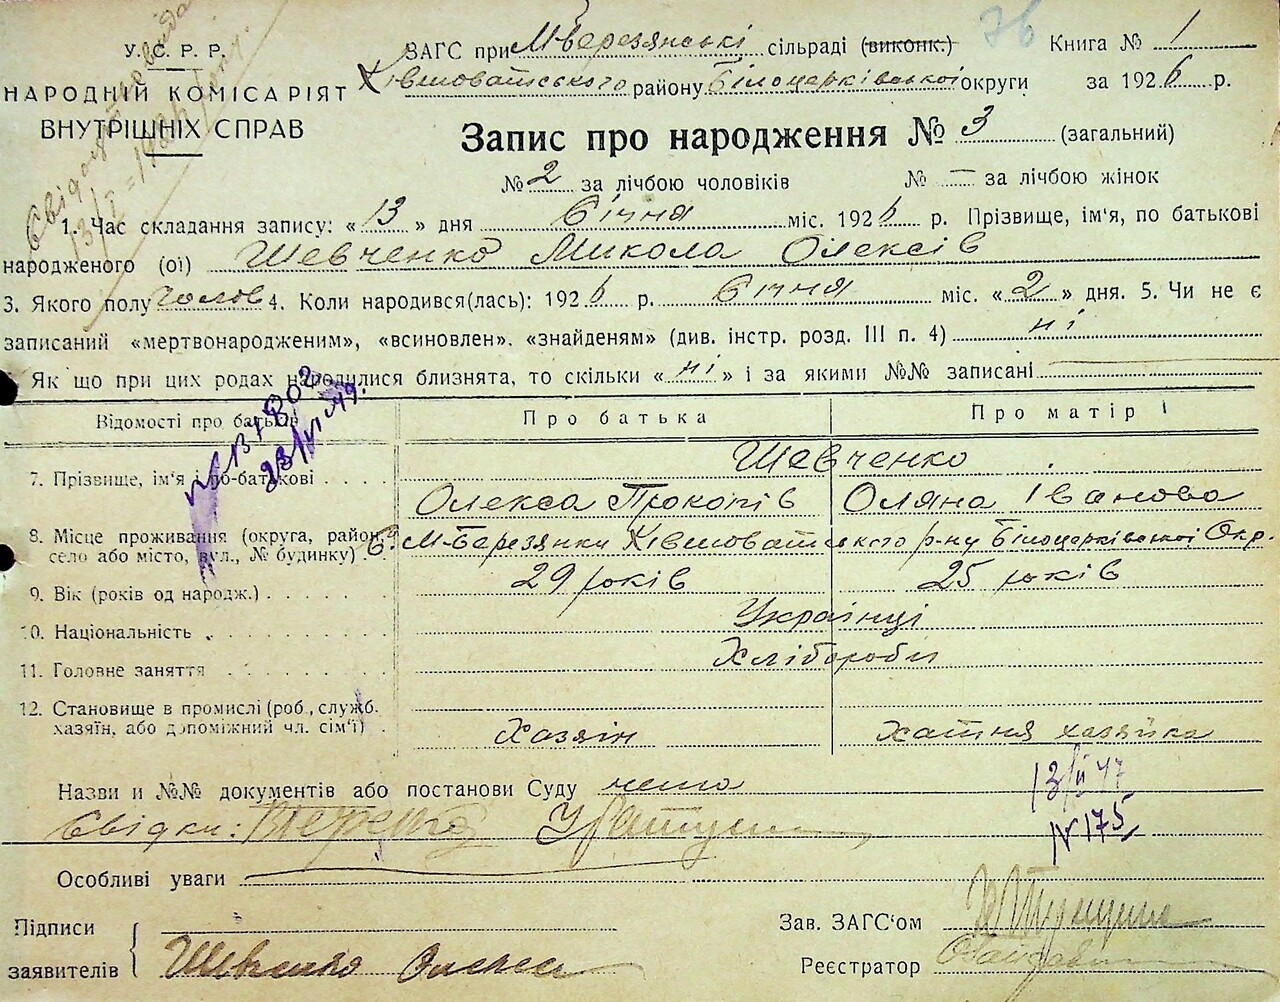 У. С. Р. Р.
НАРОДНІЙ КОМІСАРІЯТ
ВНУТРІШНІХ СПРАВ
ЗАГС при М-Березянські сільраді (виконк.) 76 Книга № 1
Ківшоватського району Білоцерківської округи за 1926 р.
Запис про народження № 3 (загальний)
№ 2 за лічбою чоловіків № — за лічбою жінок
1. Час складання запису: «13» дня Січня міс. 1926 р. Прізвище, ім'я, по батькові
народженого (ої) Шевченко Микола Олексів
3. Якого полу чолов 4. Коли народився(лась): 1926 р. Січня міс. «2» дня. 5. Чи не є
записаний «мертвонародженим», «всиновлен». «знайденям» (див. інстр. розд. III п. 4) ні
Як що при цих родах народилися близнята, то скільки «ні» і за якими №№ записані
Відомості про батьків Про батька Про матір
7. Прізвище, ім'я і по-батькові Шевченко
Олекса Прокопів Оляна Іванова
8. Місце проживання (округа, район,
село або місто, вул., № будинку) с. М-Березянки Ківшоватського р-ну Білоцерківської Окр.
9. Вік (років од народж.) 29 років 25 років
10. Національність Українці
11. Головне заняття Хлібороби
12. Становище в промислі (роб., служб.
хазяїн, або допоміжний чл. сім'ї) Хазяїн Хатня хазяйка
Назви и №№ документів або постанови Суду нема
13/II 47
Свідки:
N 175
Особливі уваги
Підписи
заявителів Шевченко Олекса
Зав. ЗАГС'ом
Реєстратор